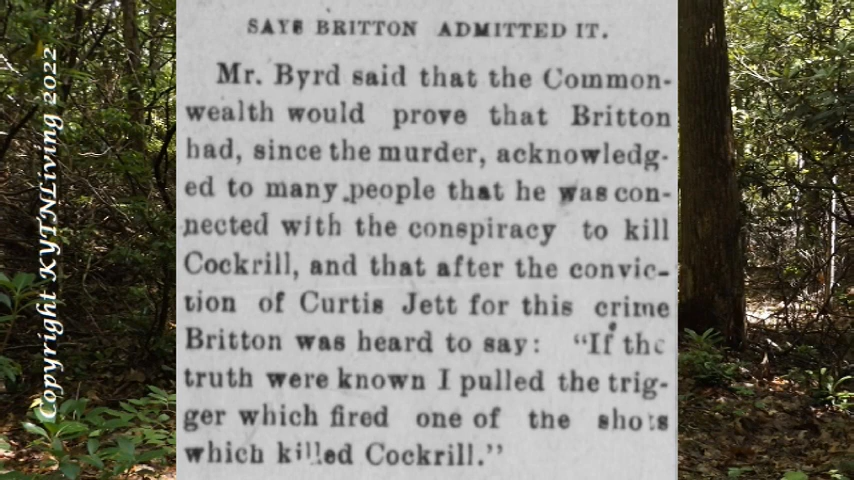 SAYS BRITTON ADMITTED IT.
Mr. Byrd said that the Common-
wealth would prove that Britton
had, since the murder, acknowledg-
ed to many people that he was con-
nected with the conspiracy to kill
Cockrill, and that after the convic-
tion of Curtis Jett for this crime
Britton was heard to say: "If the
truth were known I pulled the trig-
ger which fired one of the shots
which killed Cockrill."
Copyright KYTNLiving 2022